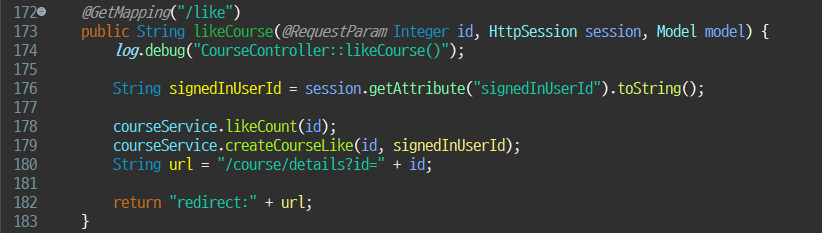 172 @GetMapping("/like")
173 public String likeCourse(@RequestParam Integer id, HttpSession session, Model model) {
174 log.debug("CourseController::likeCourse()");
175
176 String signedInUserId = session.getAttribute("signedInUserId").toString();
177
178 courseService.likeCount(id);
179 courseService.createCourseLike(id, signedInUserId);
180 String url = "/course/details?id=" + id;
181
182 return "redirect:" + url;
183 }